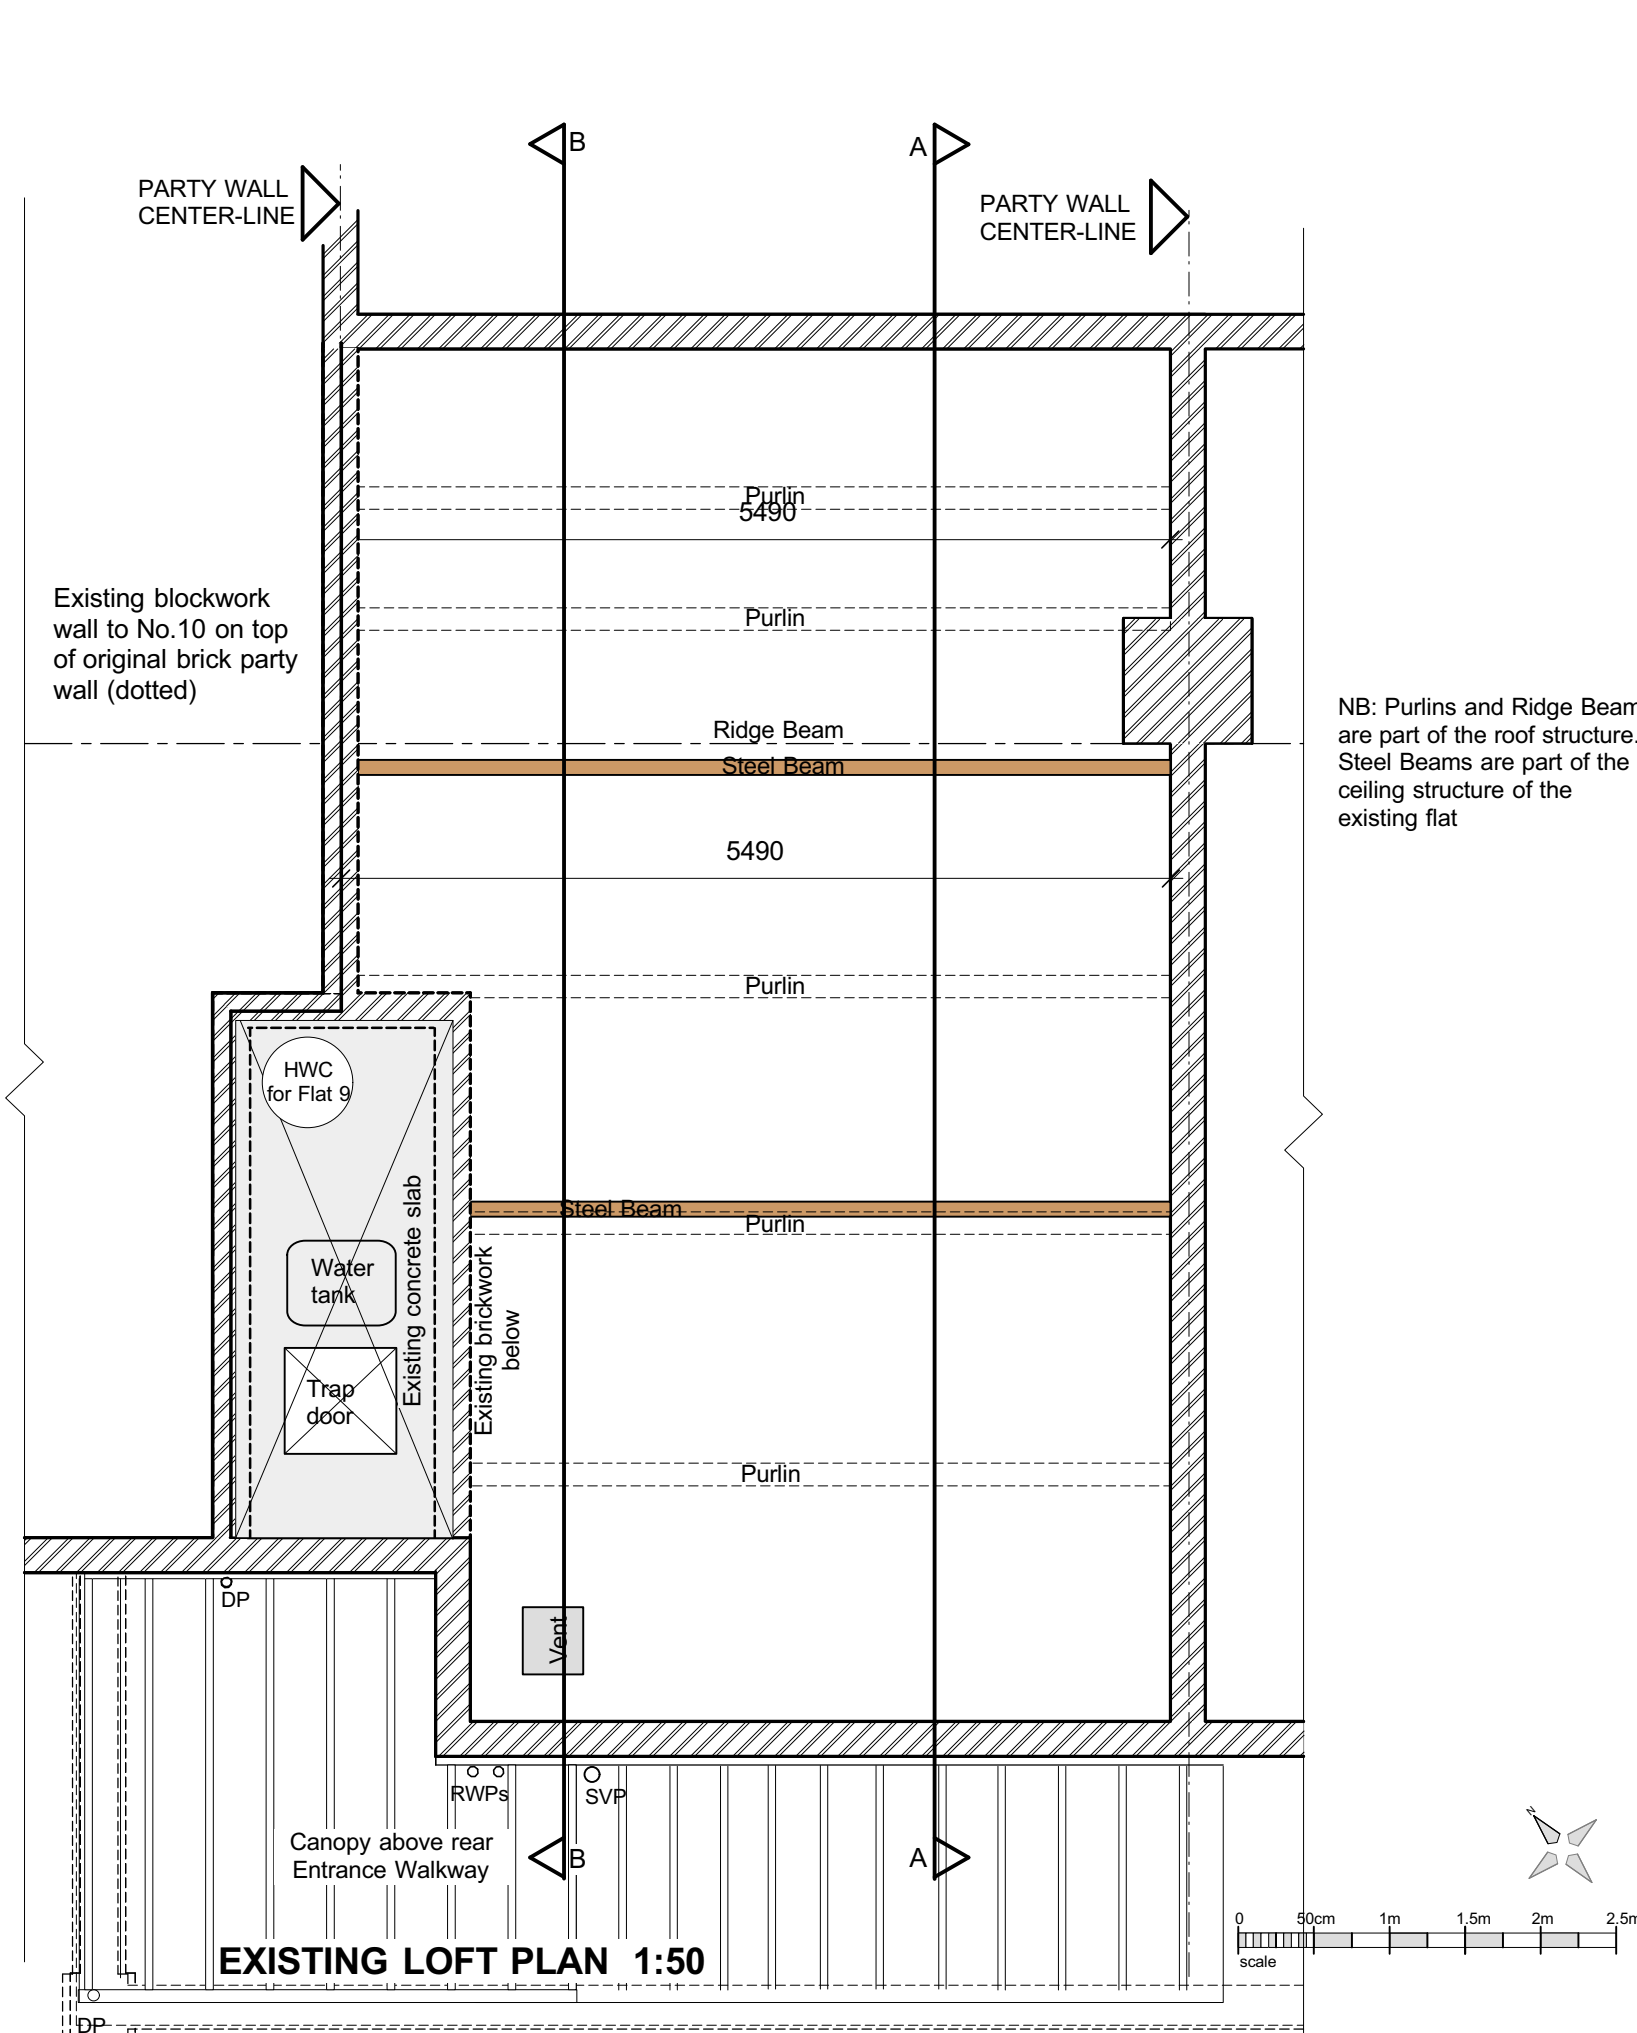 B
A
PARTY WALL
CENTER-LINE
PARTY WALL
CENTER-LINE
Purlin
5490
Existing blockwork
wall to No.10 on top
of original brick party
wall (dotted)
Purlin
NB: Purlins and Ridge Beam
are part of the roof structure.
Steel Beams are part of the
ceiling structure of the
existing flat
Ridge Beam
Steel Beam
5490
Purlin
HWC
for Flat 9
Existing concrete slab
Steel Beam
Purlin
Water
tank
Existing brickwork
below
Trap
door
Purlin
DP
Vent
RWPs
SVP
Canopy above rear
Entrance Walkway
B
A
N
0 50cm 1m 1.5m 2m 2.5m
scale
EXISTING LOFT PLAN 1:50
DP